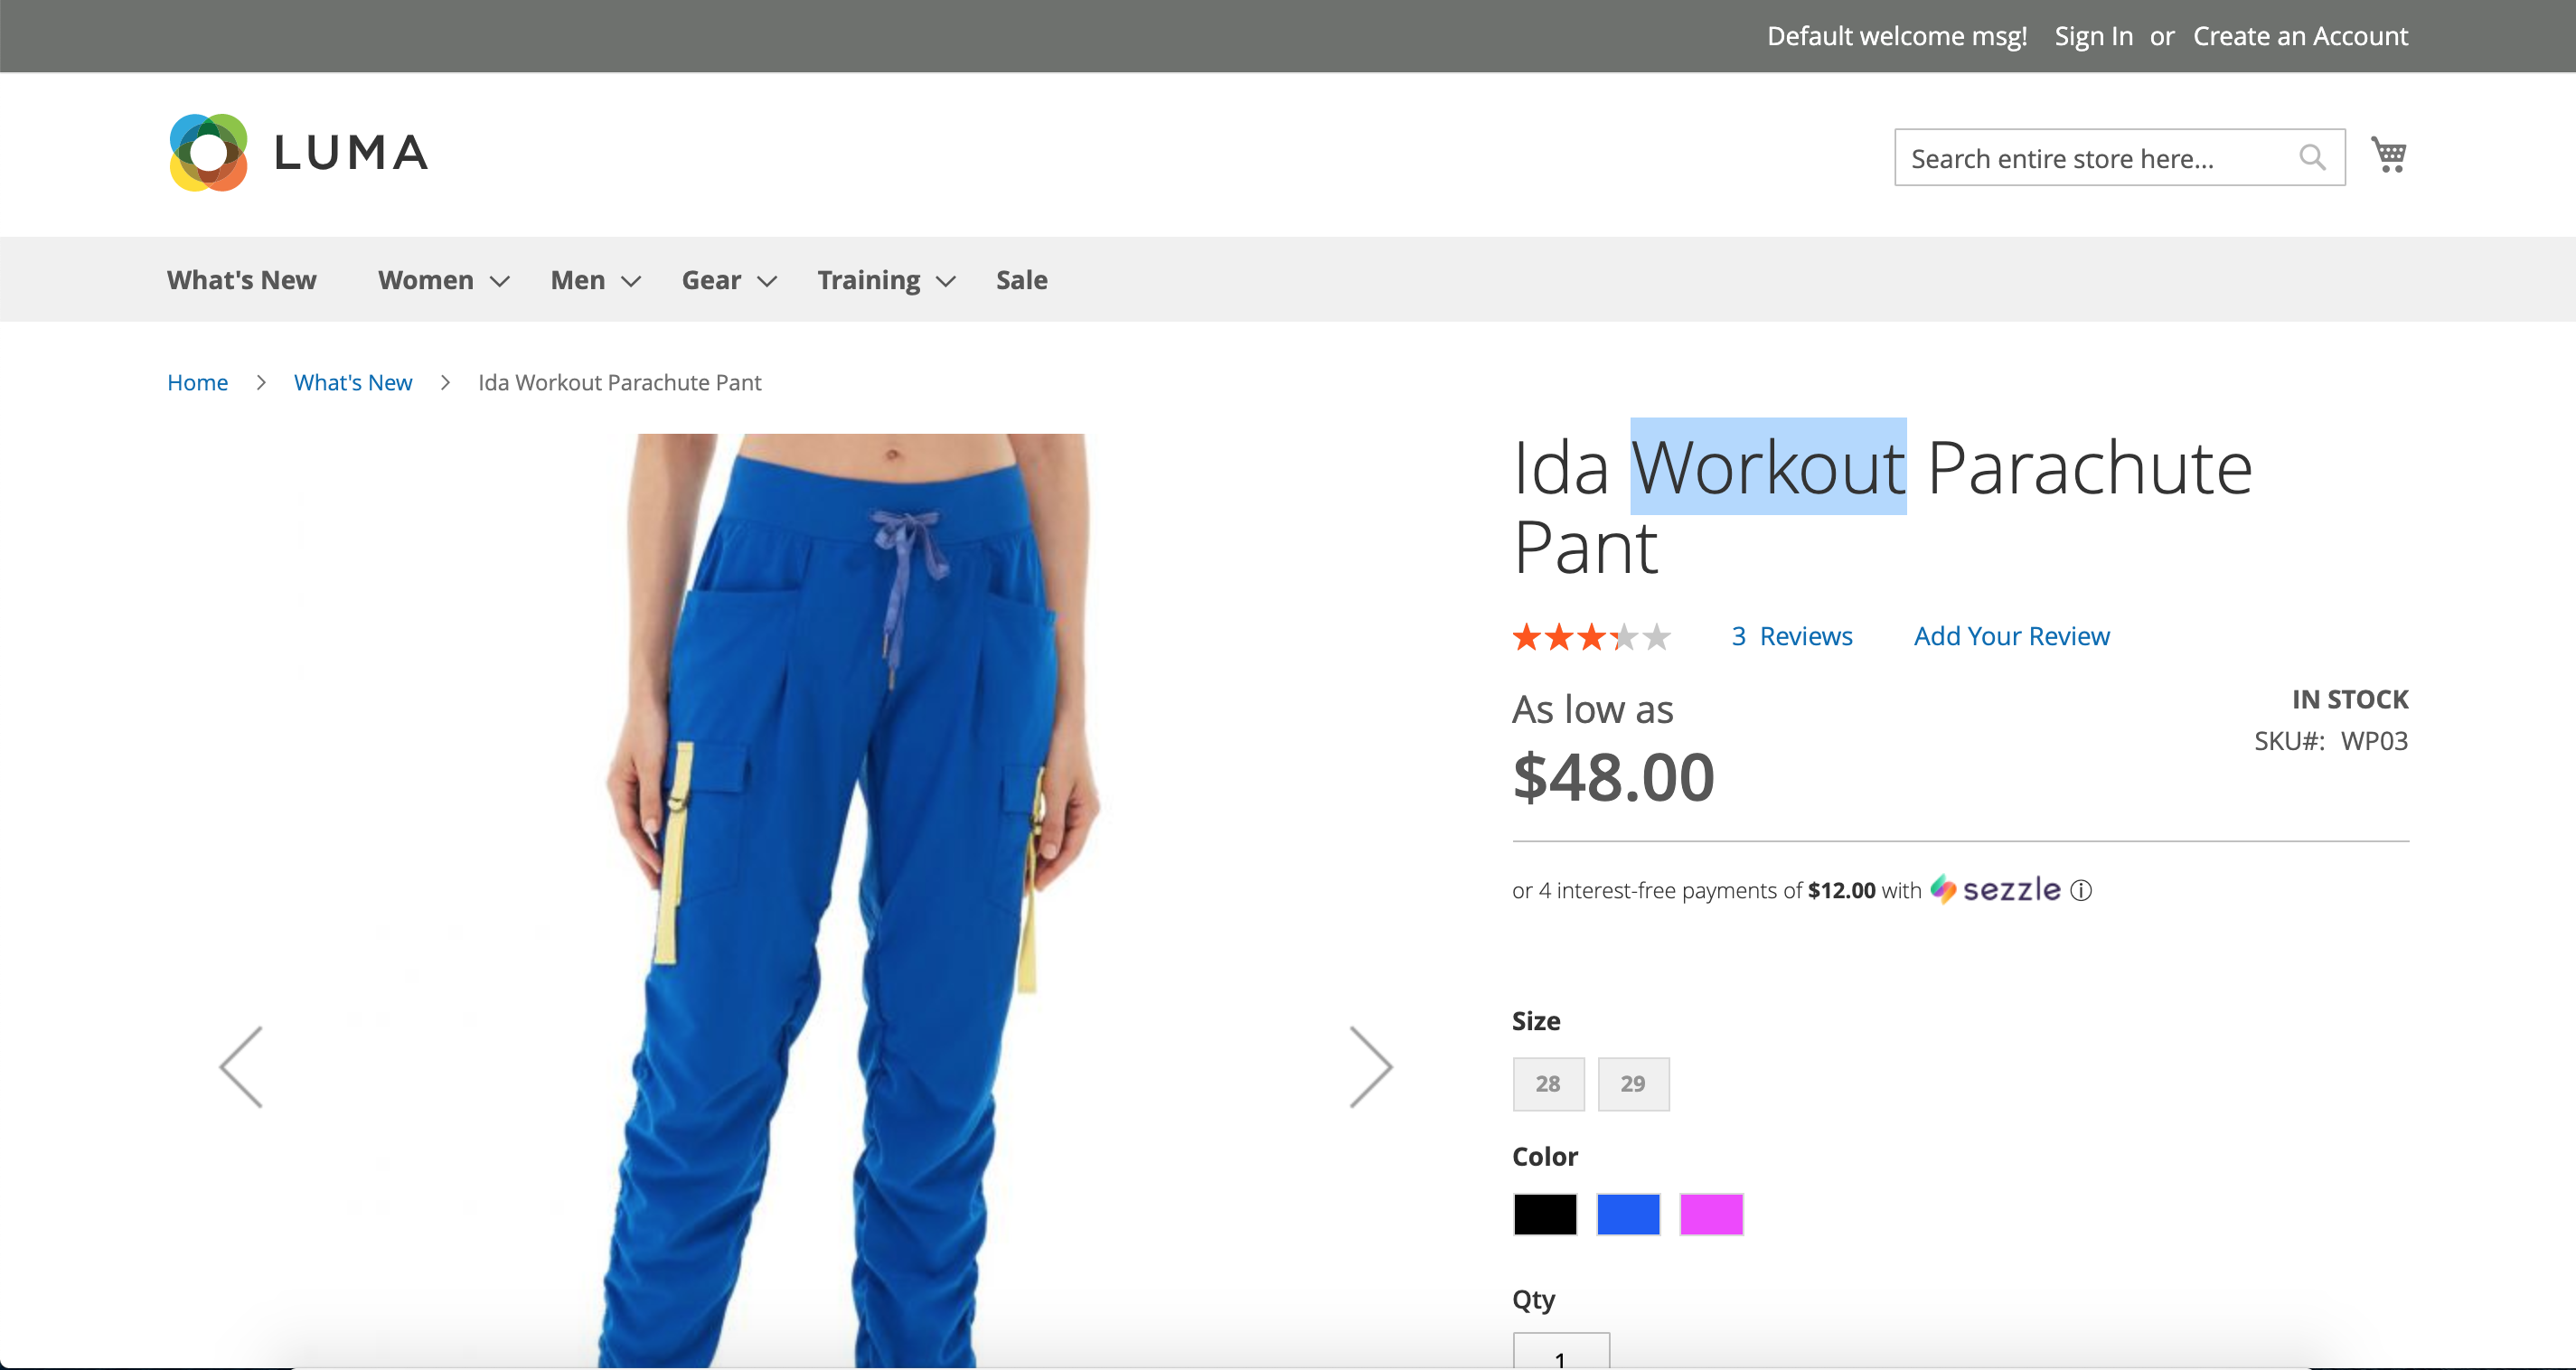 Default welcome msg! Sign In or Create an Account
LUMA
Search entire store here...
What's New Women Men Gear Training Sale
Home > What's New > Ida Workout Parachute Pant
Ida Workout Parachute
Pant
3 Reviews Add Your Review
As low as
IN STOCK
SKU#: WP03
$48.00
or 4 interest-free payments of $12.00 with sezzle
Size
28 29
Color
Qty
1